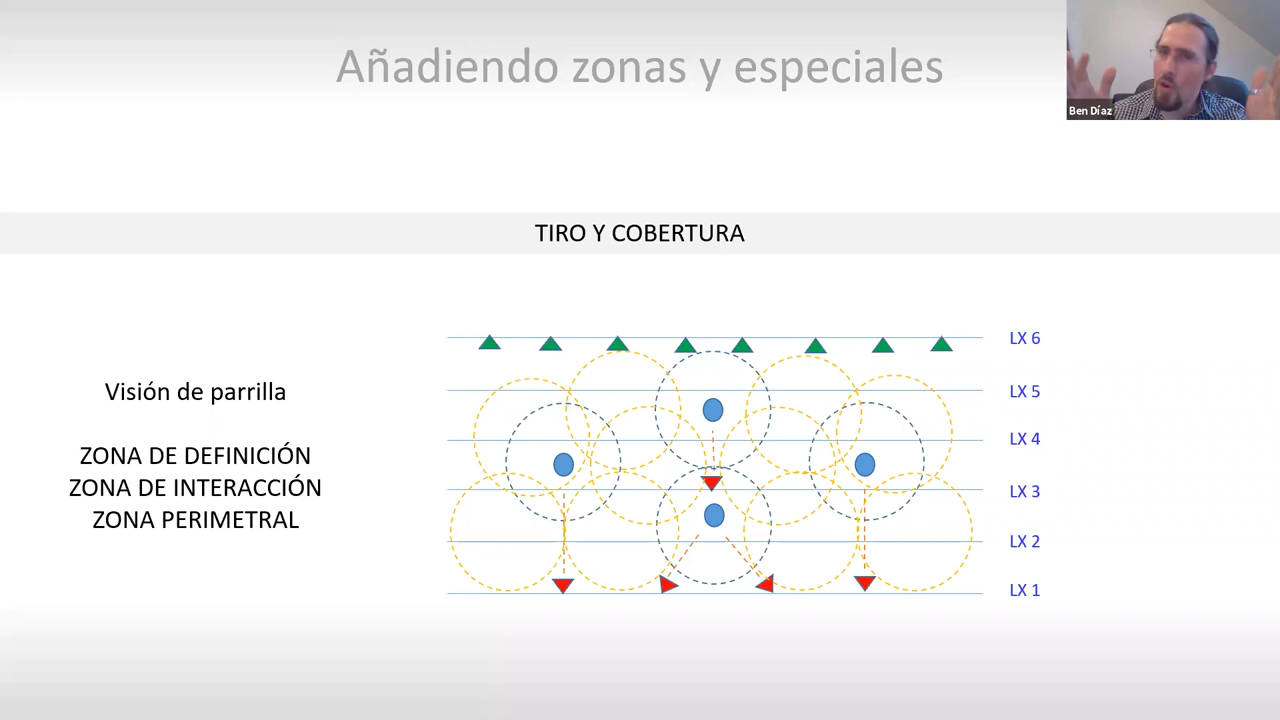 Añadiendo zonas y especiales
Ben Díaz
TIRO Y COBERTURA
Visión de parrilla
ZONA DE DEFINICIÓN
ZONA DE INTERACCIÓN
ZONA PERIMETRAL
LX 6
LX 5
LX 4
LX 3
LX 2
LX 1